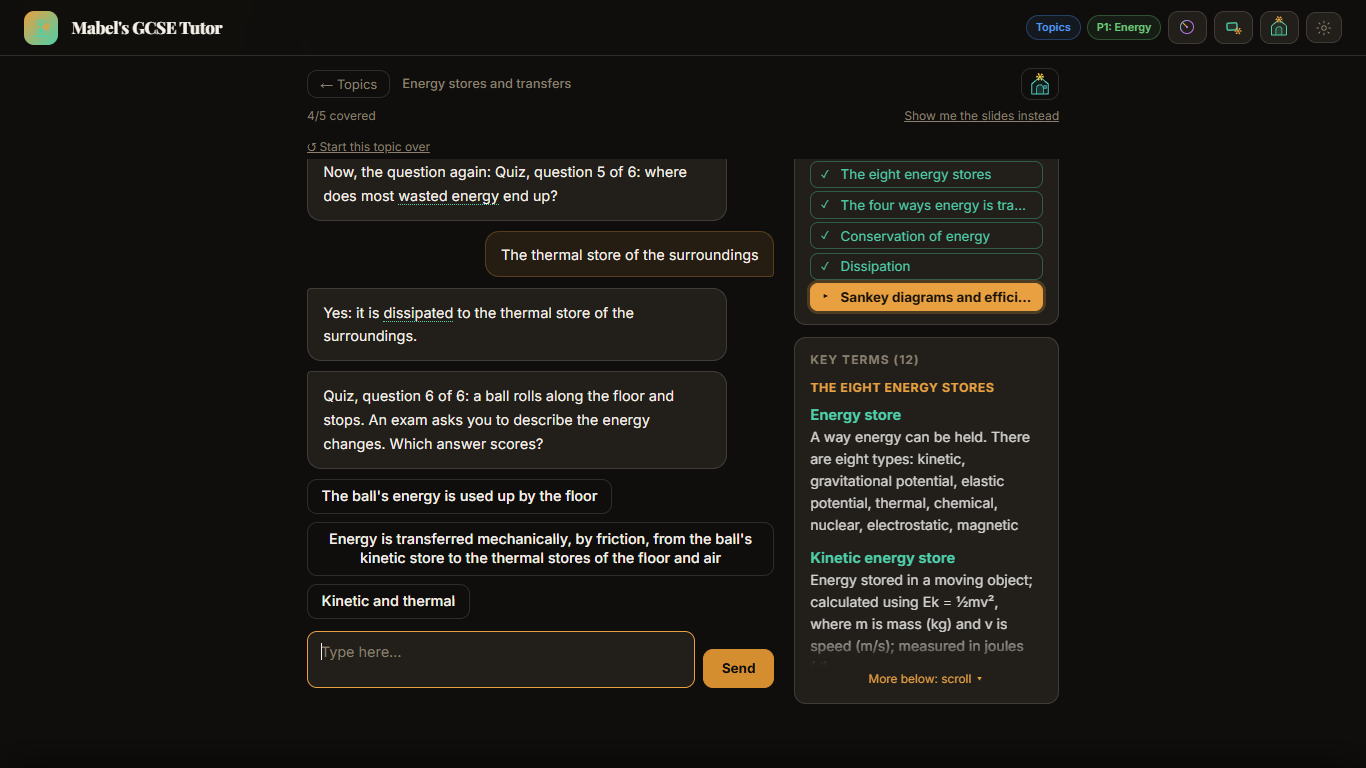 Mabel's GCSE Tutor
Topics
P1: Energy
← Topics
Energy stores and transfers
4/5 covered
Show me the slides instead
↺ Start this topic over
Now, the question again: Quiz, question 5 of 6: where
does most wasted energy end up?
The thermal store of the surroundings
Yes: it is dissipated to the thermal store of the
surroundings.
Quiz, question 6 of 6: a ball rolls along the floor and
stops. An exam asks you to describe the energy
changes. Which answer scores?
The ball's energy is used up by the floor
Energy is transferred mechanically, by friction, from the ball's
kinetic store to the thermal stores of the floor and air
Kinetic and thermal
Type here...
Send
✓ The eight energy stores
✓ The four ways energy is tra...
✓ Conservation of energy
✓ Dissipation
‣ Sankey diagrams and effici...
KEY TERMS (12)
THE EIGHT ENERGY STORES
Energy store
A way energy can be held. There
are eight types: kinetic,
gravitational potential, elastic
potential, thermal, chemical,
nuclear, electrostatic, magnetic
Kinetic energy store
Energy stored in a moving object;
calculated using Ek = ½mv²,
where m is mass (kg) and v is
speed (m/s); measured in joules
More below: scroll ▾